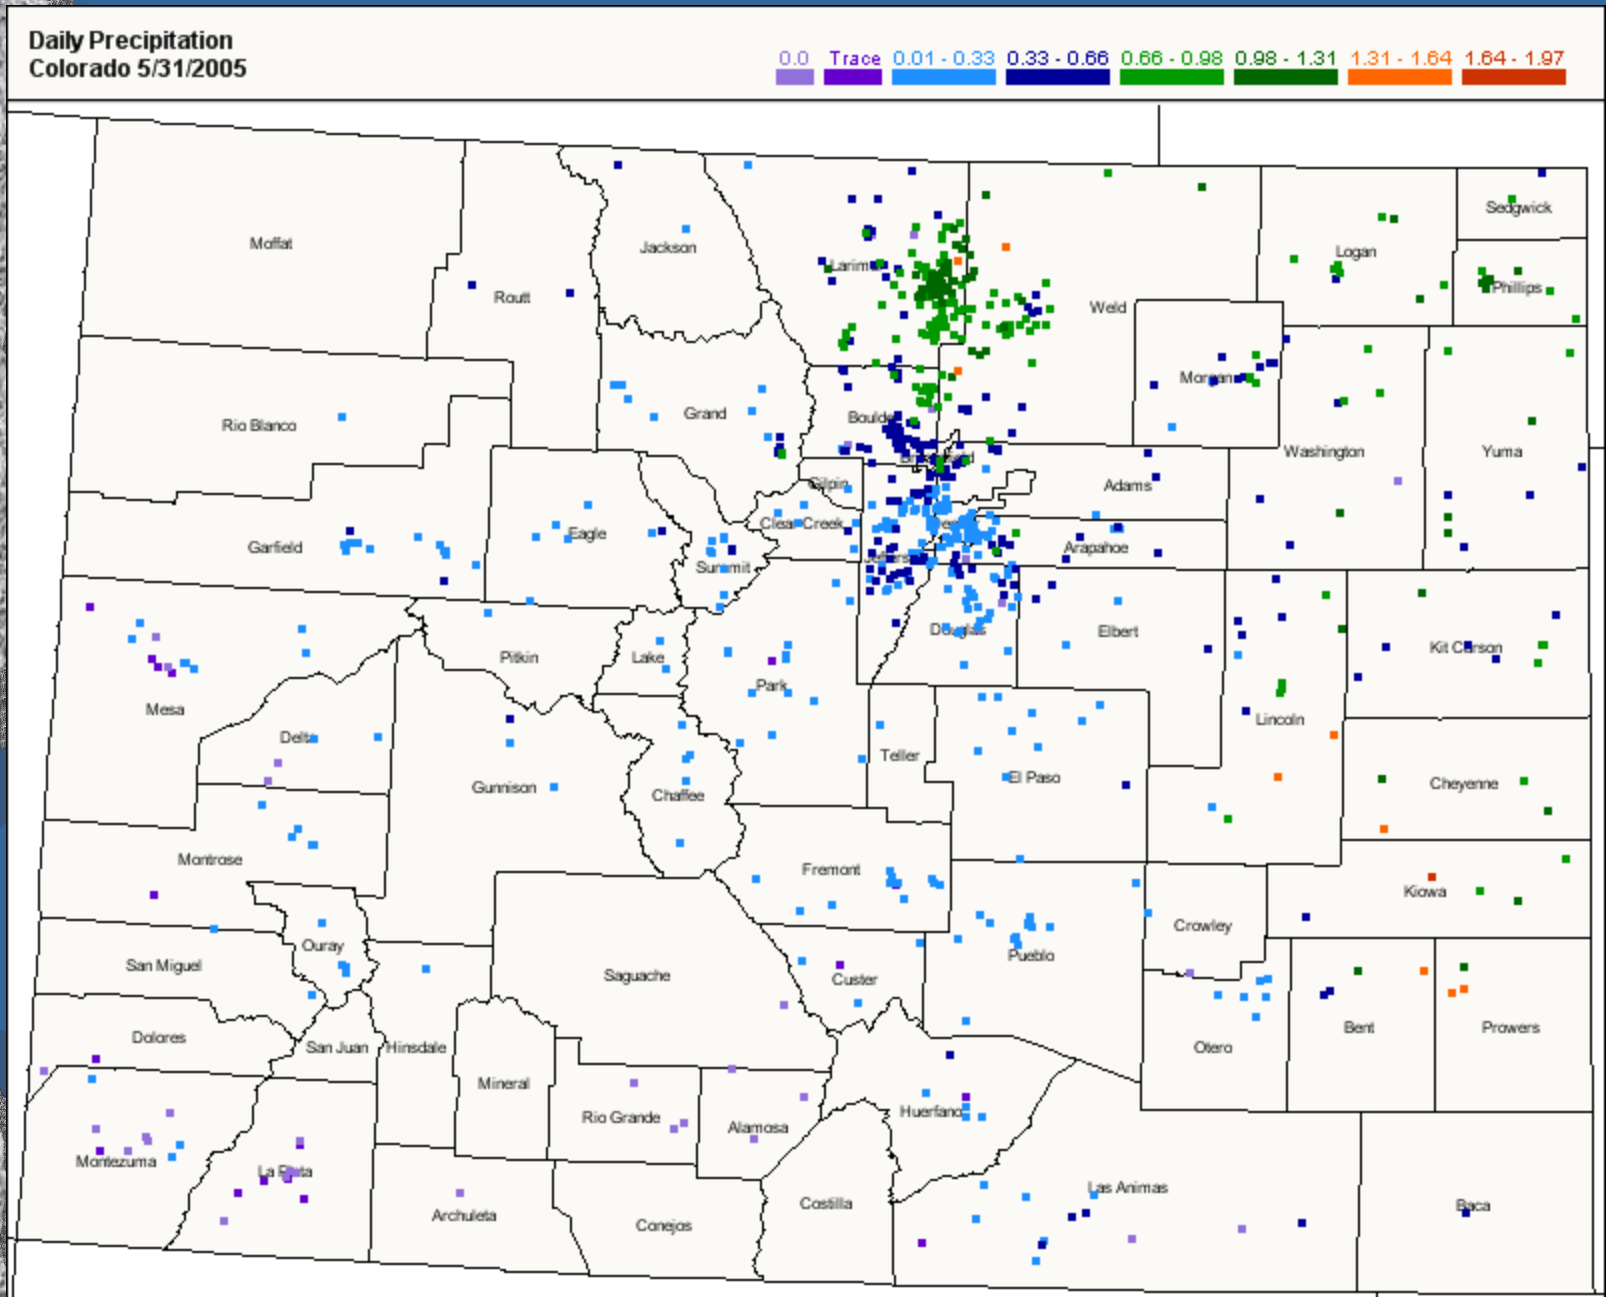 Daily Precipitation
Colorado 5/31/2005
0.0 Trace 0.01 - 0.33 0.33 - 0.66 0.66 - 0.98 0.98 - 1.31 1.31 - 1.64 1.64 - 1.97
Sedgwick
Moffat
Jackson
Logan
Larimer
Routt
Phillips
Weld
Morgan
Grand
Boulder
Rio Blanco
Washington
Yuma
Broomfield
Gilpin
Adams
Clear Creek
Denver
Eagle
Garfield
Arapahoe
Jefferson
Summit
Douglas
Elbert
Kit Carson
Pitkin
Lake
Park
Mesa
Lincoln
Delta
Teller
El Paso
Cheyenne
Gunnison
Chaffee
Montrose
Fremont
Kiowa
Crowley
Ouray
Pueblo
San Miguel
Saguache
Custer
Bent
Prowers
Dolores
San Juan
Hinsdale
Otero
Mineral
Huerfano
Rio Grande
Alamosa
Montezuma
La Plata
Las Animas
Costilla
Baca
Archuleta
Conejos